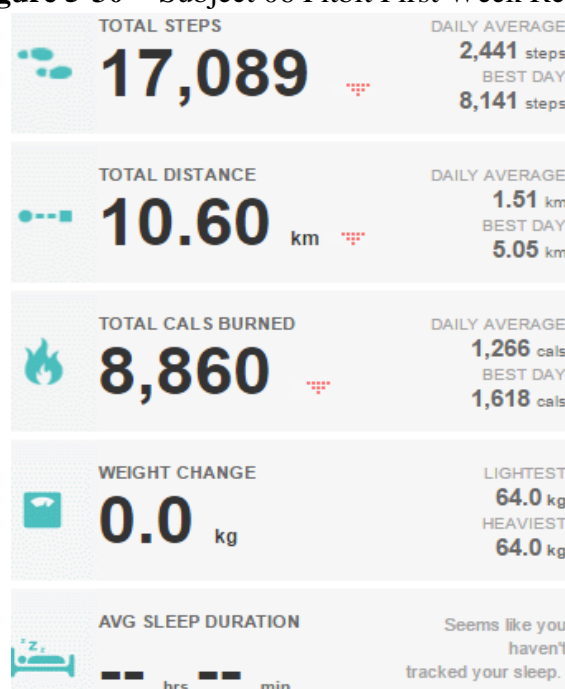 Subject 08 Fitbit First Week Re
TOTAL STEPS
17,089
DAILY AVERAGE
2,441 steps
BEST DAY
8,141 steps
TOTAL DISTANCE
10.60 km
DAILY AVERAGE
1.51 km
BEST DAY
5.05 km
TOTAL CALS BURNED
8,860
DAILY AVERAGE
1,266 cals
BEST DAY
1,618 cals
WEIGHT CHANGE
0.0 kg
LIGHTEST
64.0 kg
HEAVIEST
64.0 kg
AVG SLEEP DURATION
-- hrs -- min
Seems like you
haven't
tracked your sleep.